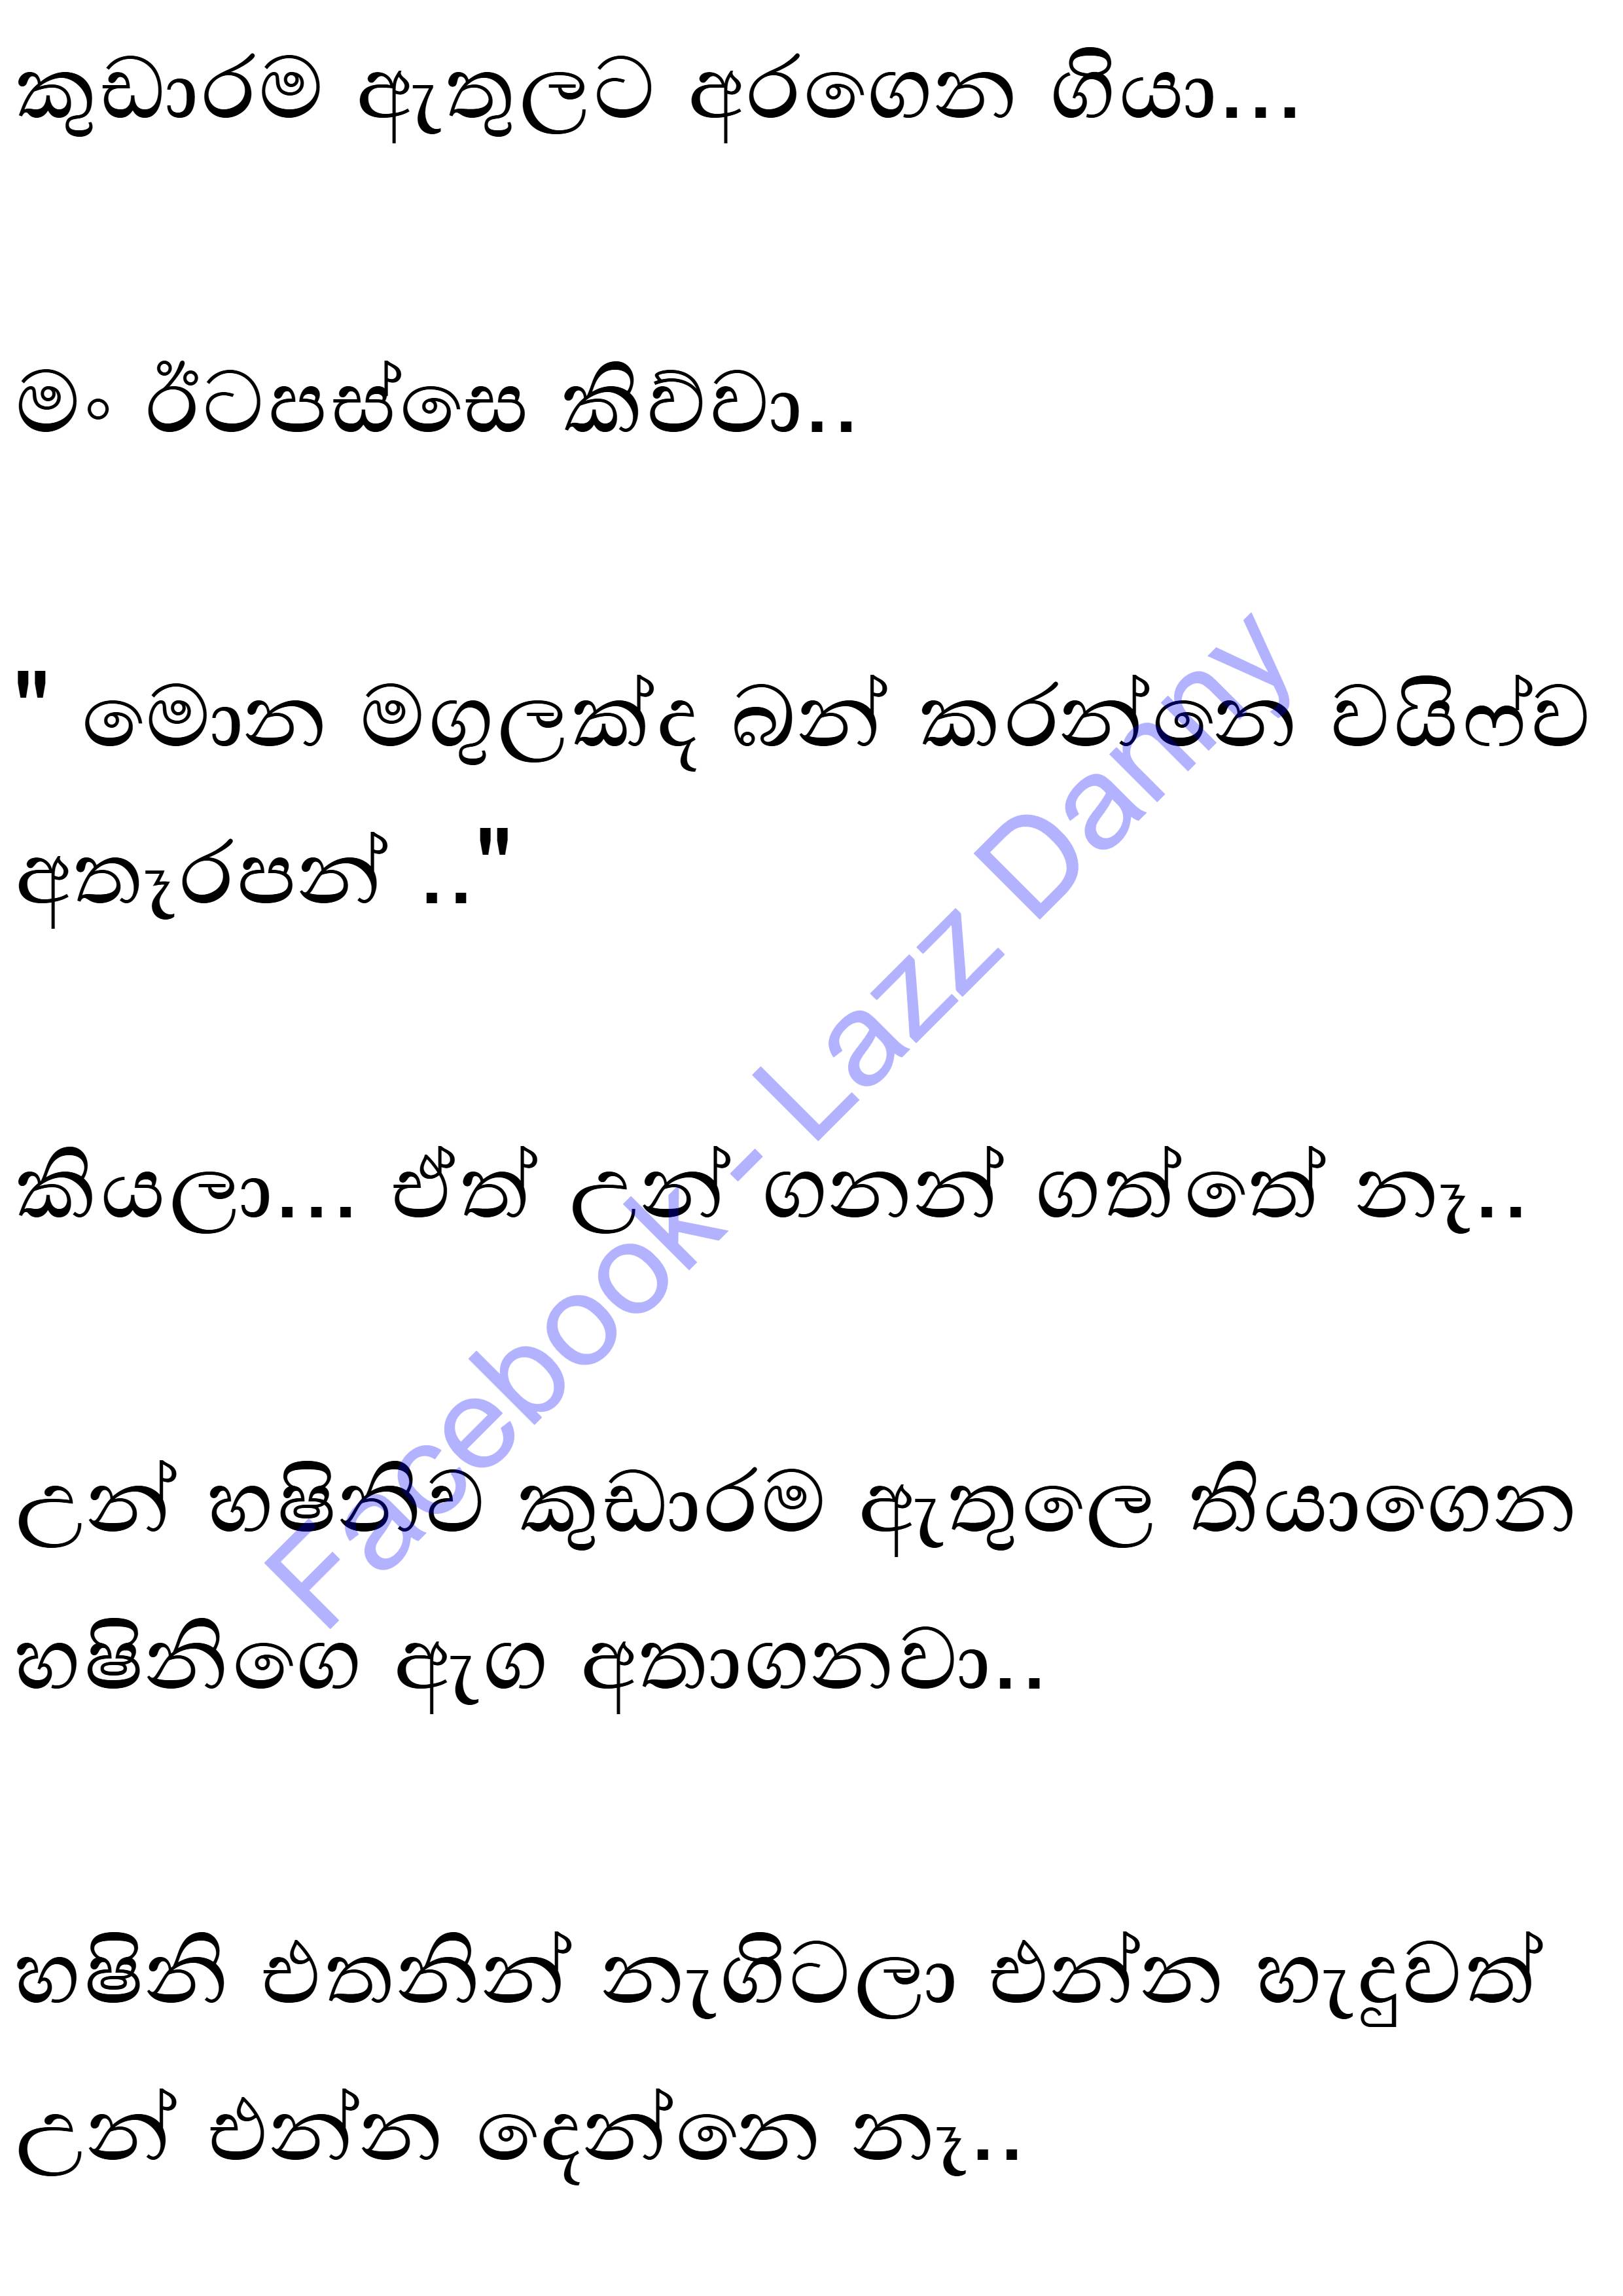 කුඩාරම ඇතුලට අරගෙන ගියා...
මං ඊටපස්සෙ කිව්වා..
" මොන මගුලක්ද බන් කරන්නෙ වයිෆ්ව
අතෑරපන් .."
කියලා... ඒත් උන් ගනන් ගත්තේ නෑ..
උන් හෂිනිව කුඩාරම ඇතුලෙ තියාගෙන
හෂිනිගෙ ඇග අතාගනවා..
හෂිනි එතනින් නැගිටලා එන්න හැදුවත්
උන් එන්න දෙන්නෙ නෑ..
Facebook- Lazz Danny